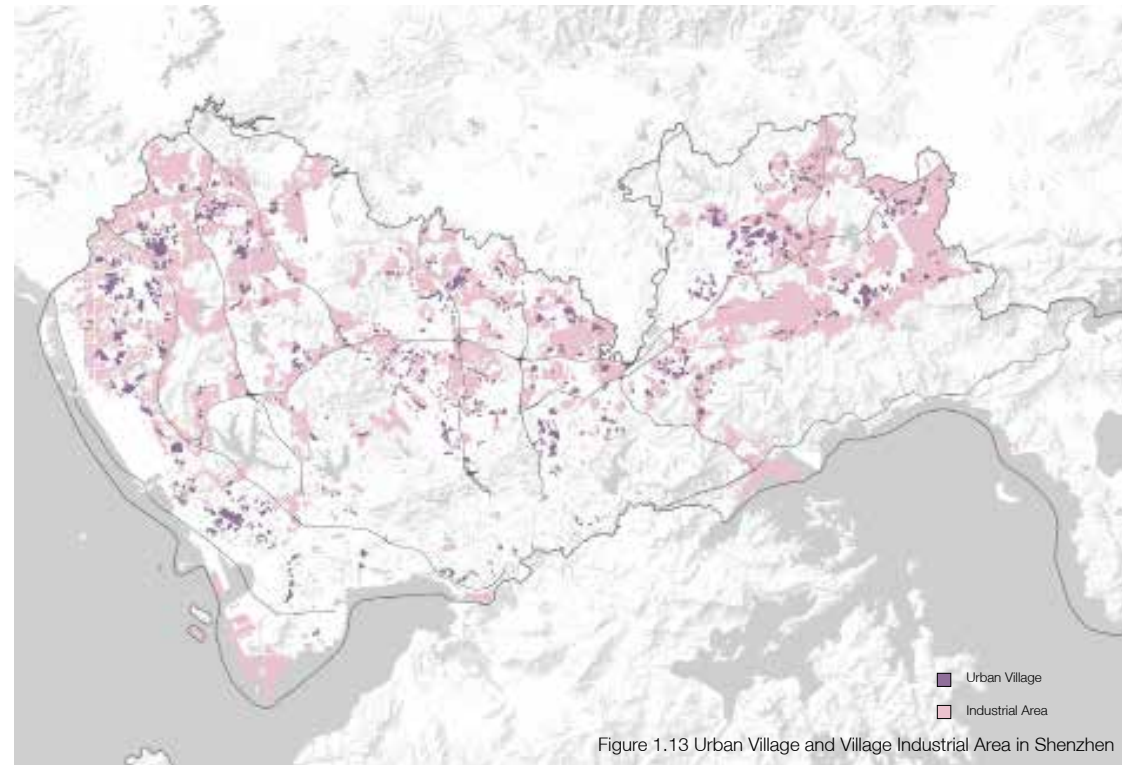 Urban Village
Industrial Area
Figure 1.13 Urban Village and Village Industrial Area in Shenzhen